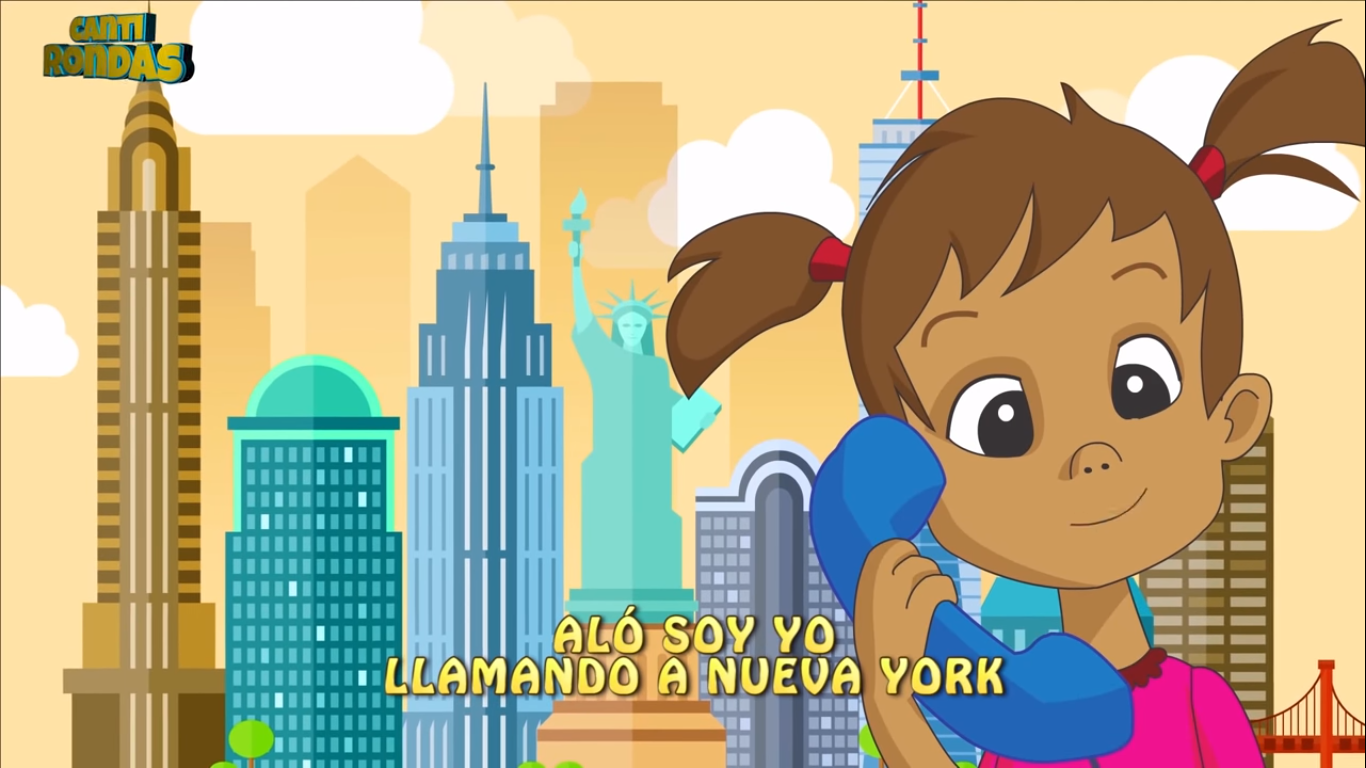 CANTI
RONDAS
ALÓ SOY YO
LLAMANDO A NUEVA YORK